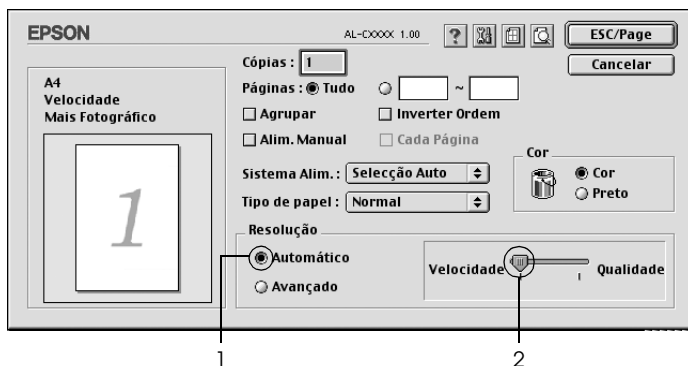 EPSON
AL-CXXXX 1.00
ESC/Page
Cancelar
A4
Velocidade
Mais Fotográfico
1
Cópias : 1
Páginas : Tudo ~
Agrupar Inverter Ordem
Alim. Manual Cada Página
Sistema Alim. : Selecção Auto
Tipo de papel : Normal
Cor
Cor
Preto
Resolução
Automático
Avançado
Velocidade Qualidade
1 2